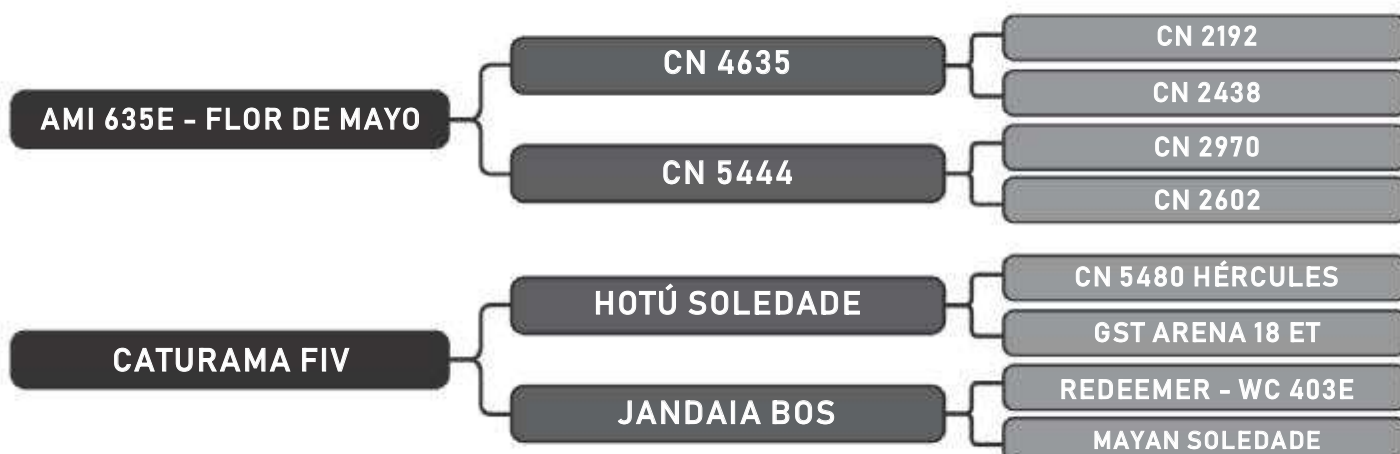 AMI 635E - FLOR DE MAYO
CN 4635
CN 5444
CN 2192
CN 2438
CN 2970
CN 2602
CATURAMA FIV
HOTÚ SOLEDADE
JANDAIA BOS
CN 5480 HÉRCULES
GST ARENA 18 ET
REDEEMER - WC 403E
MAYAN SOLEDADE